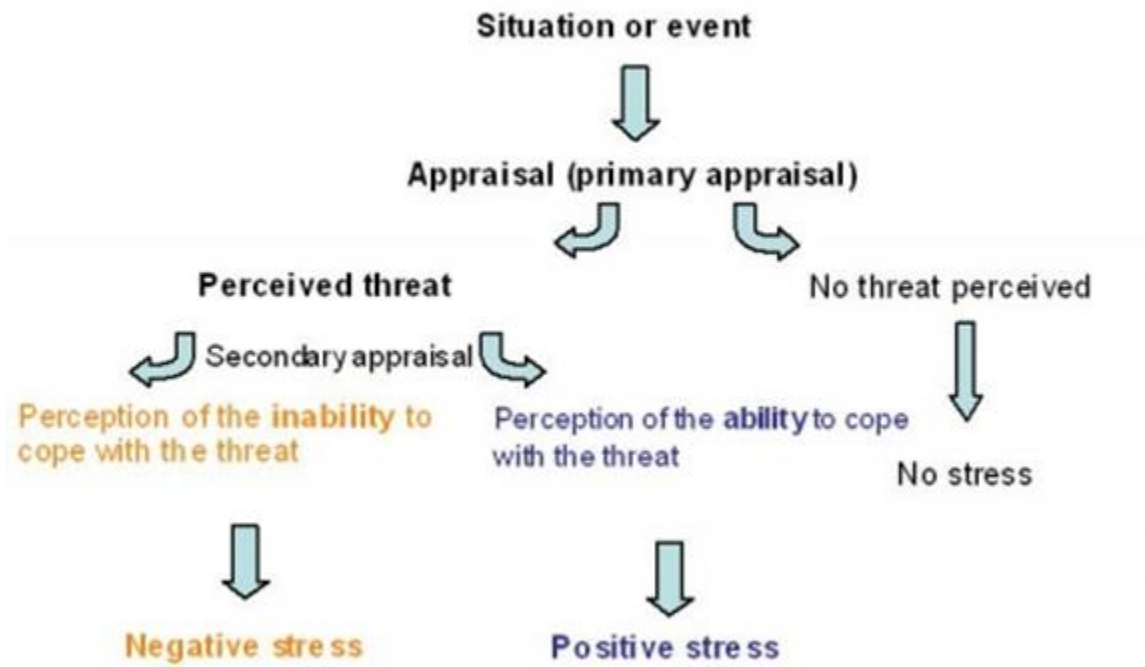 Situation or event
Appraisal (primary appraisal)
Perceived threat
No threat perceived
Secondary appraisal
Perception of the inability to
cope with the threat
Perception of the ability to cope
with the threat
No stress
Negative stress
Positive stress